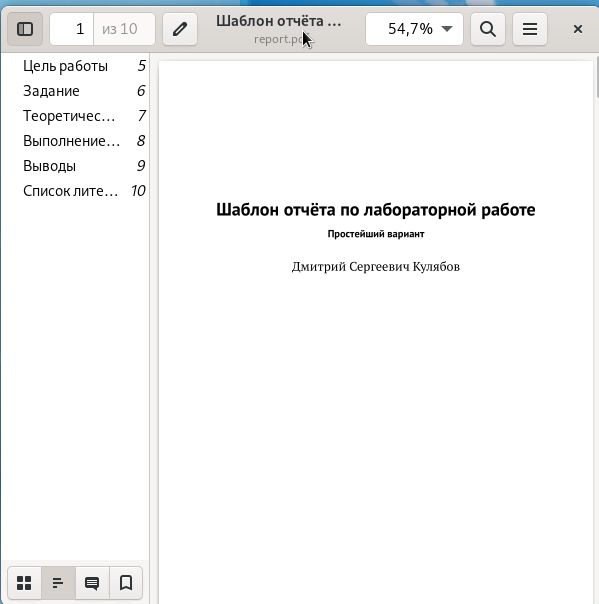 1 из 10
Шаблон отчёта …
report.p
54,7%
Цель работы 5
Задание 6
Теоретичес… 7
Выполнение… 8
Выводы 9
Список лите… 10
Шаблон отчёта по лабораторной работе
Простейший вариант
Дмитрий Сергеевич Кулябов